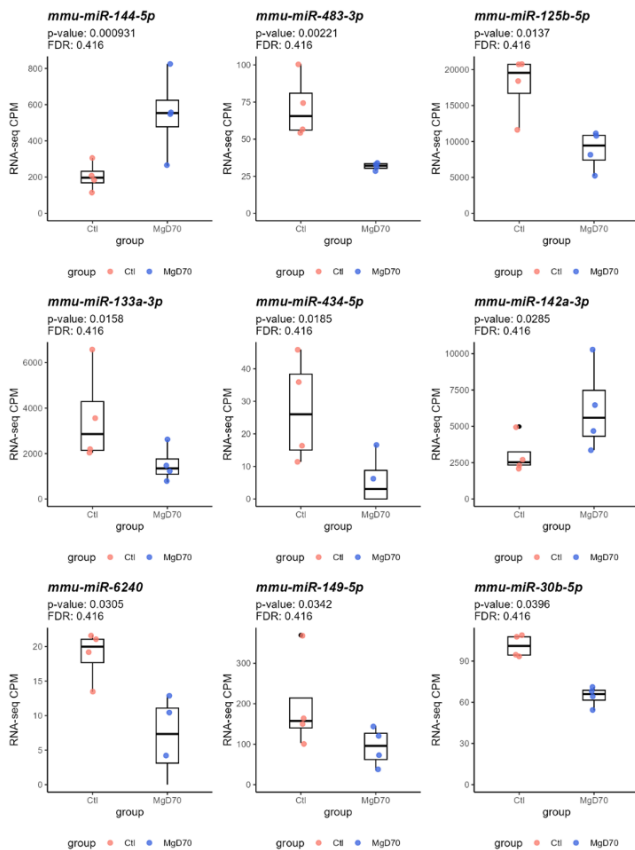 mmu-miR-144-5p
p-value: 0.000931
FDR: 0.416
RNA-seq CPM
800
600
400
200
0
Ctl MgD70
group
group Ctl MgD70
mmu-miR-483-3p
p-value: 0.00221
FDR: 0.416
RNA-seq CPM
100
75
50
25
0
Ctl MgD70
group
group Ctl MgD70
mmu-miR-125b-5p
p-value: 0.0137
FDR: 0.416
RNA-seq CPM
20000
15000
10000
5000
0
Ctl MgD70
group
group Ctl MgD70
mmu-miR-133a-3p
p-value: 0.0158
FDR: 0.416
RNA-seq CPM
6000
4000
2000
0
Ctl MgD70
group
group Ctl MgD70
mmu-miR-434-5p
p-value: 0.0185
FDR: 0.416
RNA-seq CPM
40
30
20
10
0
Ctl MgD70
group
group Ctl MgD70
mmu-miR-142a-3p
p-value: 0.0285
FDR: 0.416
RNA-seq CPM
10000
7500
5000
2500
0
Ctl MgD70
group
group Ctl MgD70
mmu-miR-6240
p-value: 0.0305
FDR: 0.416
RNA-seq CPM
20
15
10
5
0
Ctl MgD70
group
group Ctl MgD70
mmu-miR-149-5p
p-value: 0.0342
FDR: 0.416
RNA-seq CPM
300
200
100
0
Ctl MgD70
group
group Ctl MgD70
mmu-miR-30b-5p
p-value: 0.0396
FDR: 0.416
RNA-seq CPM
90
60
30
0
Ctl MgD70
group
group Ctl MgD70